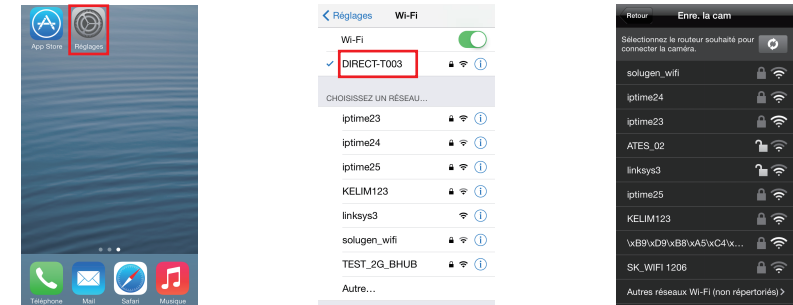 App Store Réglages
Téléphone Mail Safari Musique
Réglages Wi-Fi
Wi-Fi
DIRECT-T003
CHOISISSEZ UN RÉSEAU...
iptime23
iptime24
iptime25
KELIM123
linksys3
solugen_wifi
TEST_2G_BHUB
Autre...
Retour Enre. la cam
Sélectionnez le routeur souhaité pour
connecter la caméra.
solugen_wifi
iptime24
iptime23
ATES_02
linksys3
iptime25
KELIM123
\xB9\xD9\xB8\xA5\xC4\x...
SK_WIFI 1206
Autres réseaux Wi-Fi (non répertoriés) >